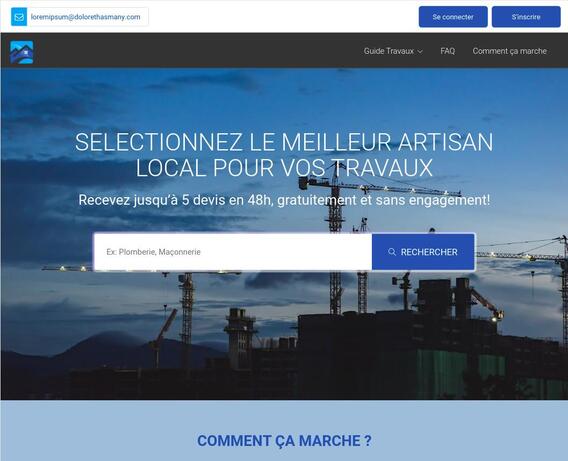 loremipsum@dolorethasmany.com
Se connecter
S'inscrire
Guide Travaux
FAQ
Comment ça marche
SELECTIONNEZ LE MEILLEUR ARTISAN
LOCAL POUR VOS TRAVAUX
Recevez jusqu'à 5 devis en 48h, gratuitement et sans engagement!
Ex: Plomberie, Maçonnerie
RECHERCHER
COMMENT ÇA MARCHE ?